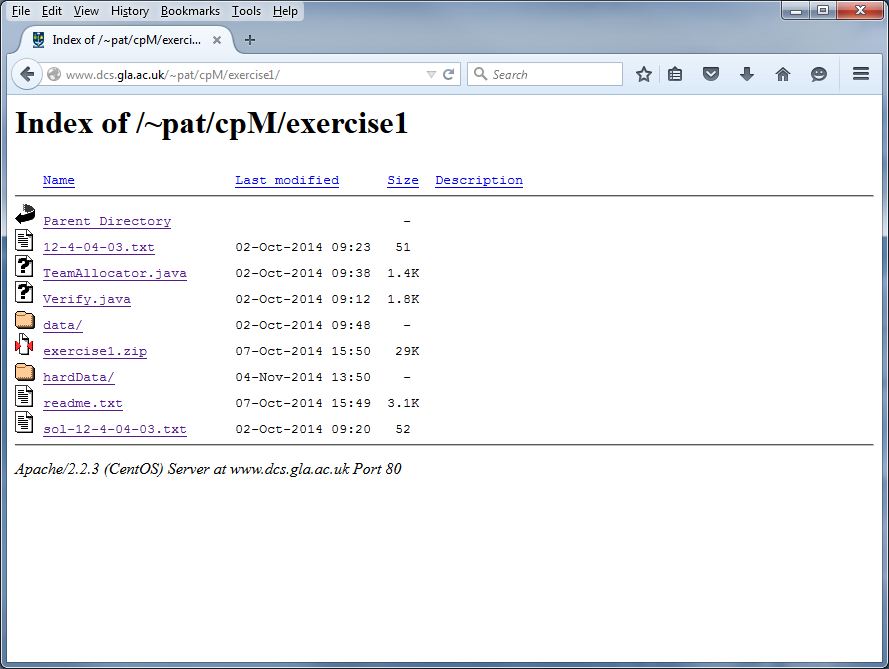 File Edit View History Bookmarks Tools Help
Index of /~pat/cpM/exerci...
www.dcs.gla.ac.uk/~pat/cpM/exercise1/ Search
Index of /~pat/cpM/exercise1
Name Last modified Size Description
Parent Directory -
12-4-04-03.txt 02-Oct-2014 09:23 51
TeamAllocator.java 02-Oct-2014 09:38 1.4K
Verify.java 02-Oct-2014 09:12 1.8K
data/ 02-Oct-2014 09:48 -
exercise1.zip 07-Oct-2014 15:50 29K
hardData/ 04-Nov-2014 13:50 -
readme.txt 07-Oct-2014 15:49 3.1K
sol-12-4-04-03.txt 02-Oct-2014 09:20 52
Apache/2.2.3 (CentOS) Server at www.dcs.gla.ac.uk Port 80